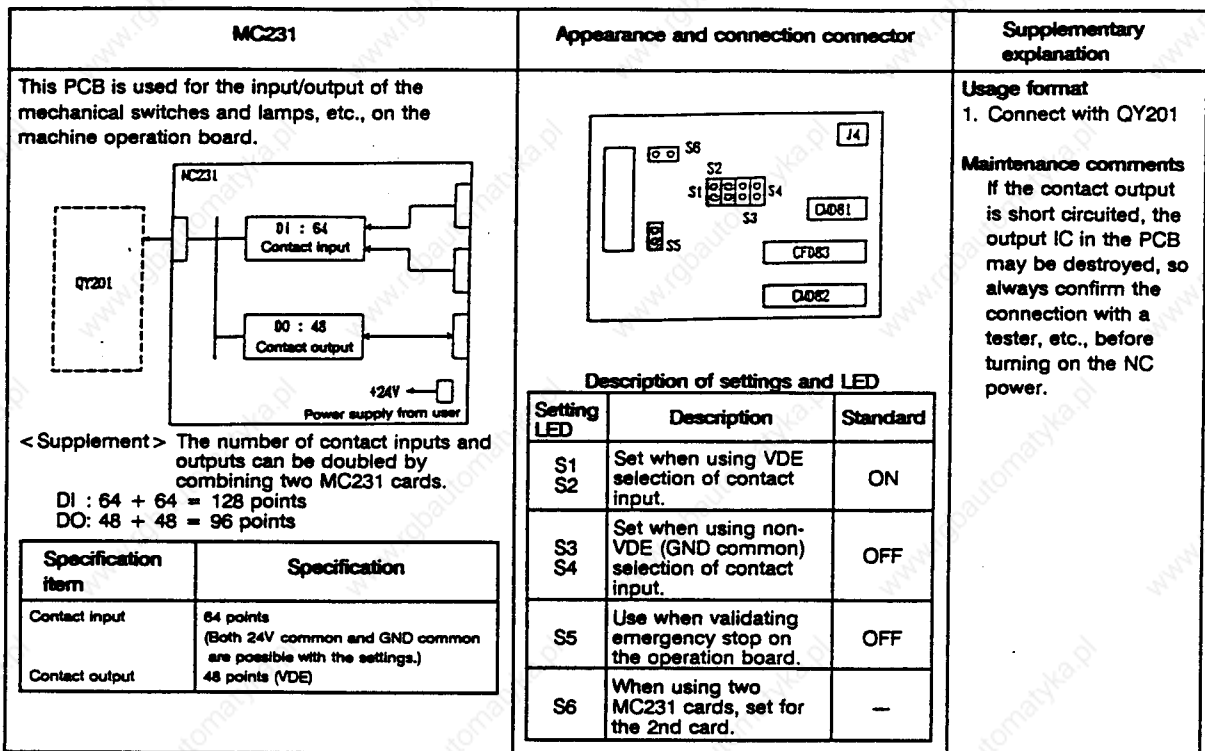 MC231
Appearance and connection connector
Supplementary
explanation
This PCB is used for the input/output of the
mechanical switches and lamps, etc., on the
machine operation board.
MC231
QY201
DI : 64
Contact input
DO : 48
Contact output
+24V
Power supply from user
<Supplement> The number of contact inputs and
outputs can be doubled by
combining two MC231 cards.
DI : 64 + 64 = 128 points
DO: 48 + 48 = 96 points
Specification
item
Specification
Contact input
64 points
(Both 24V common and GND common
are possible with the settings.)
Contact output
48 points (VDE)
J4
S6
S2
S1
S4
S3
S5
CMD81
CFD83
CMD82
Description of settings and LED
Setting
LED
Description
Standard
S1
S2
Set when using VDE
selection of contact
input.
ON
S3
S4
Set when using non-
VDE (GND common)
selection of contact
input.
OFF
S5
Use when validating
emergency stop on
the operation board.
OFF
S6
When using two
MC231 cards, set for
the 2nd card.
—
Usage format
1. Connect with QY201
Maintenance comments
If the contact output
is short circuited, the
output IC in the PCB
may be destroyed, so
always confirm the
connection with a
tester, etc., before
turning on the NC
power.
www.rgbautomatyka.pl